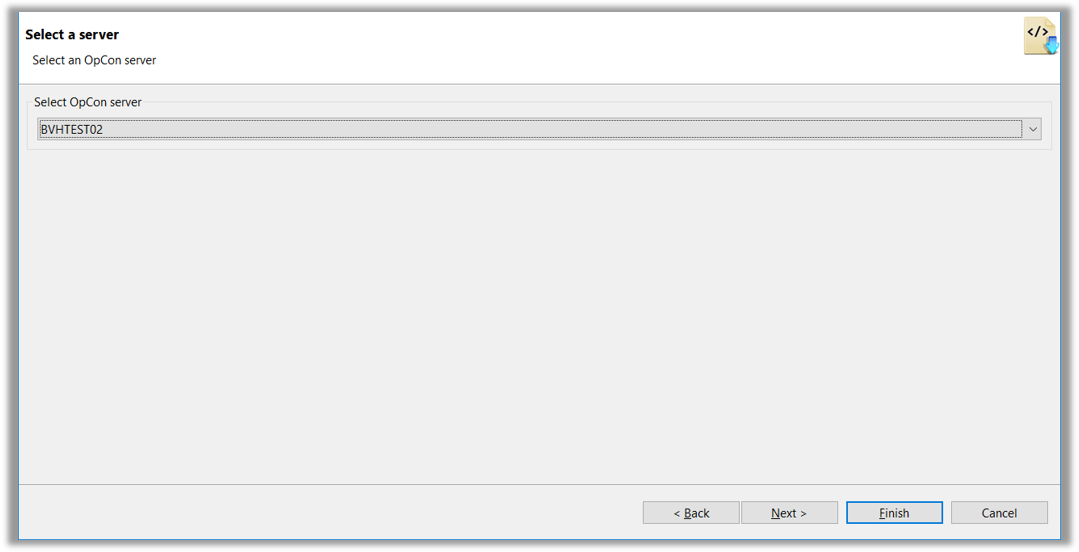 Select a server
</>
Select an OpCon server
Select OpCon server
BVHTEST02
< Back Next > Finish Cancel